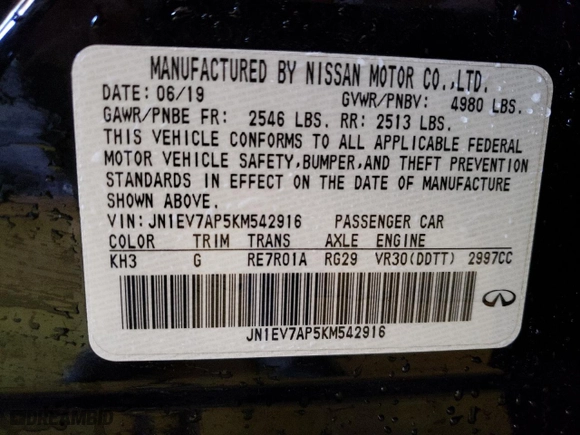 MANUFACTURED BY NISSAN MOTOR CO.,LTD.
DATE: 06/19 GVWR/PNBV: 4980 LBS.
GAWR/PNBE FR: 2546 LBS. RR: 2513 LBS.
THIS VEHICLE CONFORMS TO ALL APPLICABLE FEDERAL
MOTOR VEHICLE SAFETY,BUMPER,AND THEFT PREVENTION
STANDARDS IN EFFECT ON THE DATE OF MANUFACTURE
SHOWN ABOVE.
VIN: JN1EV7AP5KM542916 PASSENGER CAR
COLOR TRIM TRANS AXLE ENGINE
KH3 G RE7R01A RG29 VR30(DDTT) 2997CC
JN1EV7AP5KM542916
DREAMBID